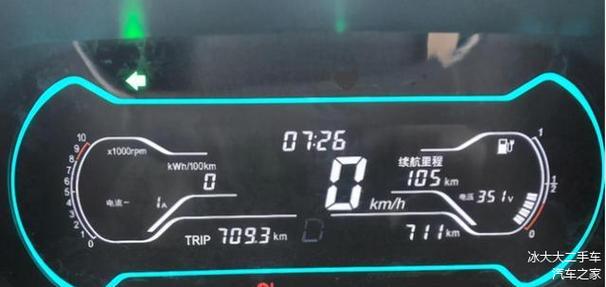 10
9
8
7
6
5
4
3
2
1
0
x1000rpm
kWh/100km
0
电流 - 1A
TRIP 709.3 km
07:26
0 km/h
D
续航里程
105 km
电压 351v
711 km
1
1/2
0
冰大大二手车
汽车之家